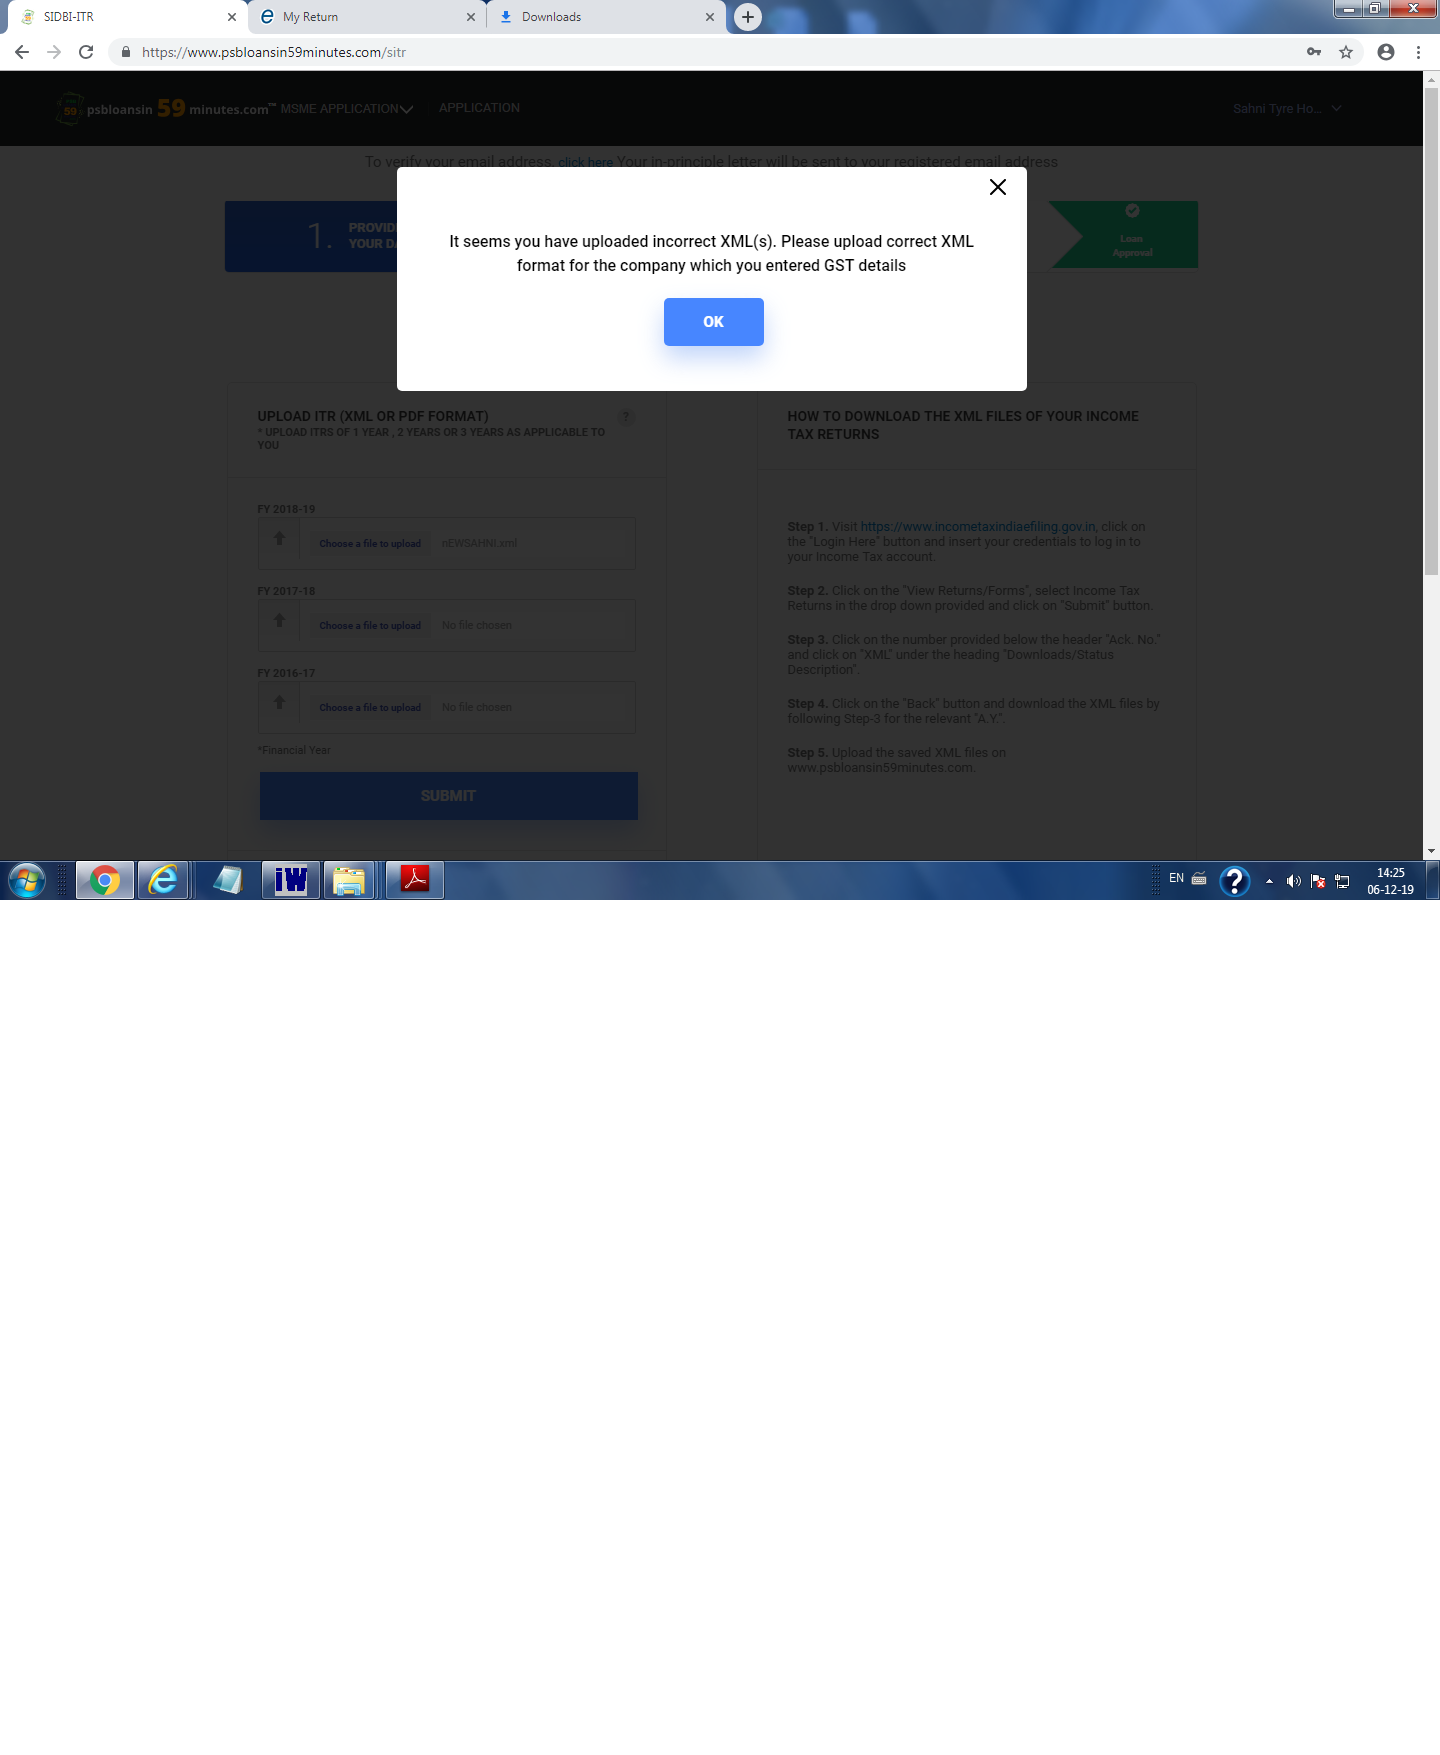 SIDBI-ITR
My Return
Downloads
https://www.psbloansin59minutes.com/sitr
psbloansin 59 minutes.com™ MSME APPLICATION
APPLICATION
Sahni Tyre Ho...
To verify your email address, click here Your in-principle letter will be sent to your registered email address
1.
PROVID
YOUR DA
Loan
Approval
It seems you have uploaded incorrect XML(s). Please upload correct XML
format for the company which you entered GST details
OK
UPLOAD ITR (XML OR PDF FORMAT)
?
* UPLOAD ITRS OF 1 YEAR , 2 YEARS OR 3 YEARS AS APPLICABLE TO
YOU
FY 2018-19
Choose a file to upload
nEWSAHNI.xml
FY 2017-18
Choose a file to upload
No file chosen
FY 2016-17
Choose a file to upload
No file chosen
*Financial Year
SUBMIT
HOW TO DOWNLOAD THE XML FILES OF YOUR INCOME
TAX RETURNS
Step 1. Visit https://www.incometaxindiaefiling.gov.in, click on
the "Login Here" button and insert your credentials to log in to
your Income Tax account.
Step 2. Click on the "View Returns/Forms", select Income Tax
Returns in the drop down provided and click on "Submit" button.
Step 3. Click on the number provided below the header "Ack. No."
and click on "XML" under the heading "Downloads/Status
Description".
Step 4. Click on the "Back" button and download the XML files by
following Step-3 for the relevant "A.Y.".
Step 5. Upload the saved XML files on
www.psbloansin59minutes.com.
iW
EN
?
14:25
06-12-19